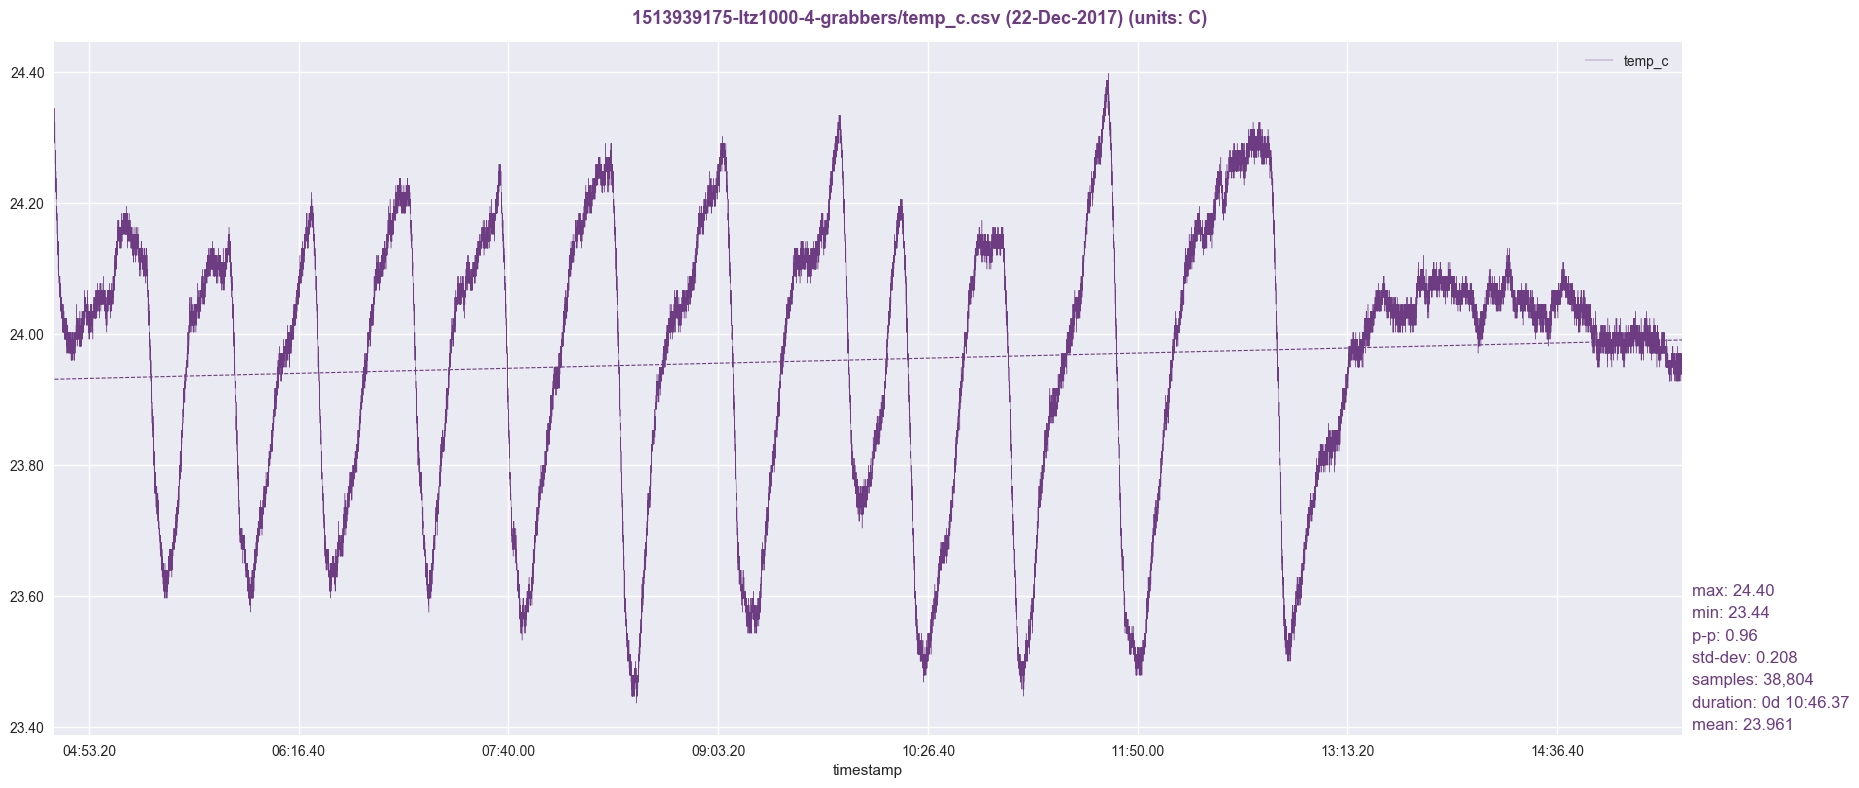 1513939175-ltz1000-4-grabbers/temp_c.csv (22-Dec-2017) (units: C)
temp_c
24.40
24.20
24.00
23.80
23.60
23.40
max: 24.40
min: 23.44
p-p: 0.96
std-dev: 0.208
samples: 38,804
duration: 0d 10:46.37
mean: 23.961
04:53.20 06:16.40 07:40.00 09:03.20 10:26.40 11:50.00 13:13.20 14:36.40
timestamp